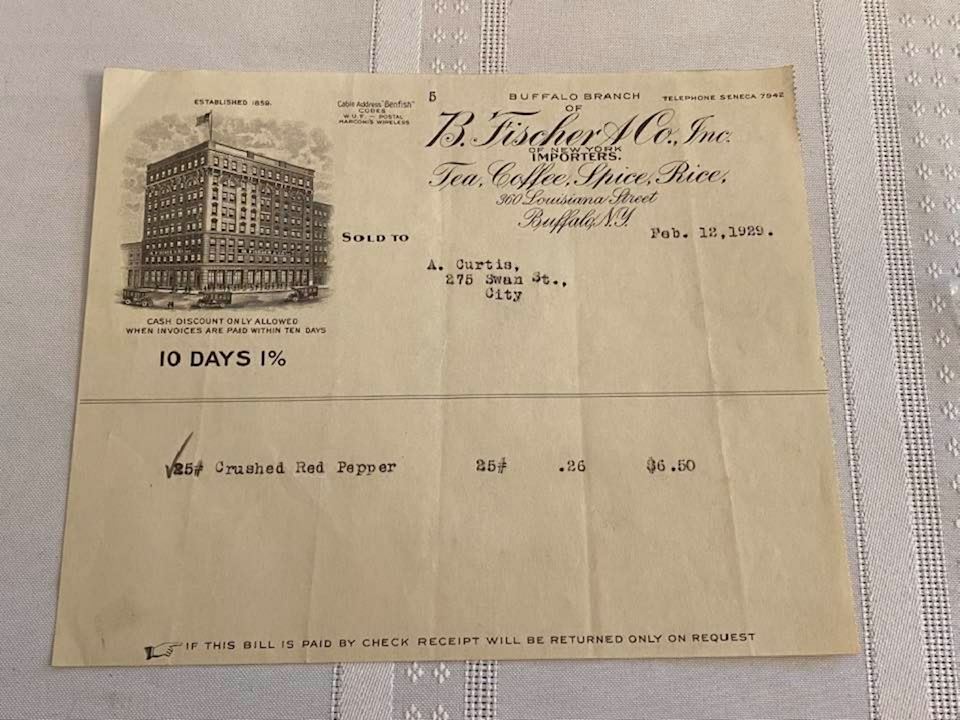 ESTABLISHED 1859.
Cable Address "Benfish"
CODES
W.U.T. – POSTAL
MARCONI'S WIRELESS
5
BUFFALO BRANCH
TELEPHONE SENECA 7942
OF
B. Fischer & Co., Inc.
OF NEW YORK
IMPORTERS.
Tea, Coffee, Spice, Rice,
360 Louisiana Street
Buffalo, N.Y.
Feb. 12, 1929.
SOLD TO
A. Curtis,
275 Swan St.,
City
CASH DISCOUNT ONLY ALLOWED
WHEN INVOICES ARE PAID WITHIN TEN DAYS
10 DAYS 1%
25# Crushed Red Pepper 25# .26 $6.50
IF THIS BILL IS PAID BY CHECK RECEIPT WILL BE RETURNED ONLY ON REQUEST